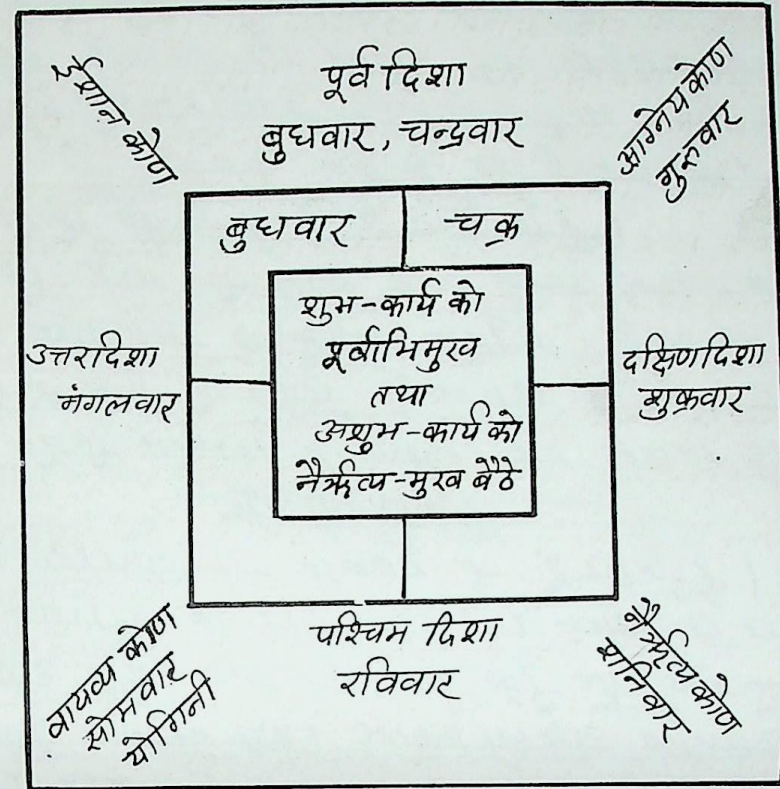 ईशान कोण
पूर्व दिशा
बुधवार, चन्द्रवार
आग्नेय कोण
गुरुवार
बुधवार
चक्र
उत्तरदिशा
मंगलवार
शुभ-कार्य को
पूर्वाभिमुख
तथा
अशुभ-कार्य को
नैर्ऋत्य-मुख बैठे
दक्षिणदिशा
शुक्रवार
वायव्य कोण
सोमवार
योगिनी
पश्चिम दिशा
रविवार
नैर्ऋत्य कोण
शनिवार